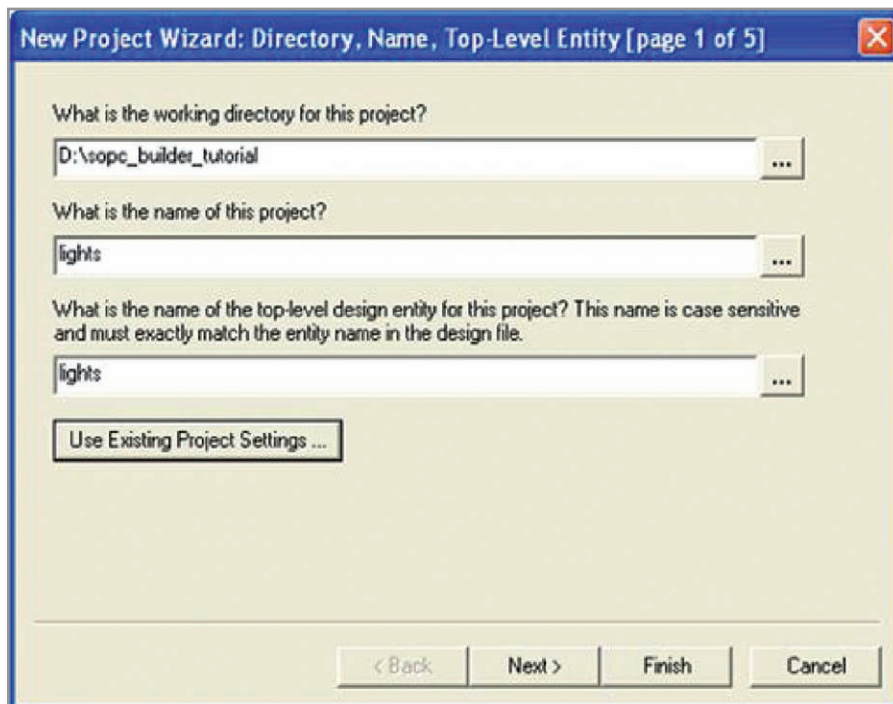 New Project Wizard: Directory, Name, Top-Level Entity [page 1 of 5]
What is the working directory for this project?
D:\sopc_builder_tutorial
...
What is the name of this project?
lights
...
What is the name of the top-level design entity for this project? This name is case sensitive
and must exactly match the entity name in the design file.
lights
...
Use Existing Project Settings ...
< Back
Next >
Finish
Cancel